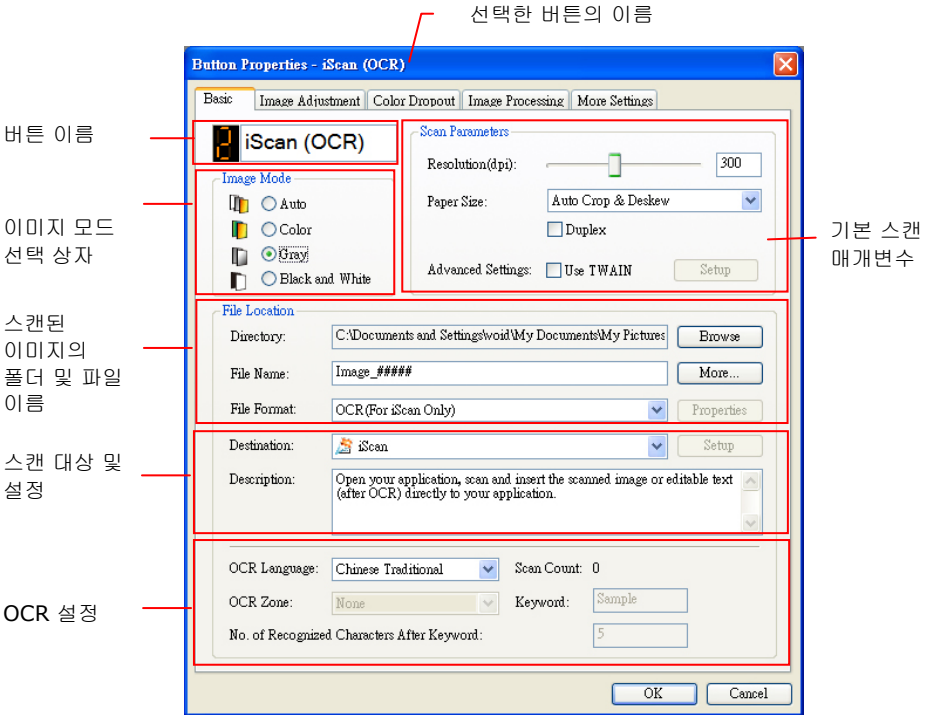 선택한 버튼의 이름
Button Properties - iScan (OCR)
Basic Image Adjustment Color Dropout Image Processing More Settings
버튼 이름
2 iScan (OCR)
이미지 모드
선택 상자
Image Mode
Auto
Color
Gray
Black and White
Scan Parameters
Resolution(dpi): 300
Paper Size: Auto Crop & Deskew
Duplex
Advanced Settings: Use TWAIN Setup
기본 스캔
매개변수
스캔된
이미지의
폴더 및 파일
이름
File Location
Directory: C:\Documents and Settings\void\My Documents\My Pictures Browse
File Name: Image_##### More...
File Format: OCR(For iScan Only) Properties
스캔 대상 및
설정
Destination: iScan Setup
Description: Open your application, scan and insert the scanned image or editable text
(after OCR) directly to your application.
OCR 설정
OCR Language: Chinese Traditional Scan Count: 0
OCR Zone: None Keyword: Sample
No. of Recognized Characters After Keyword: 5
OK Cancel